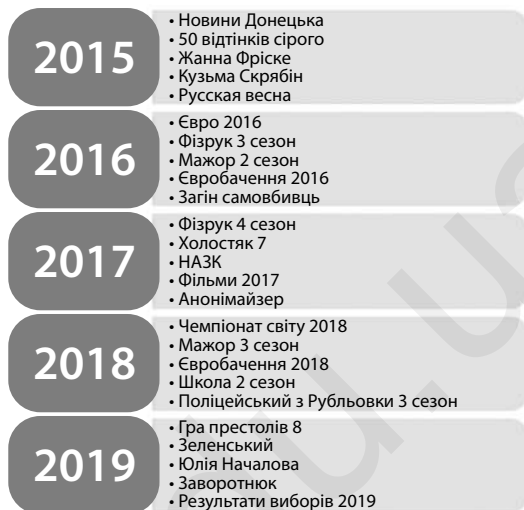 2015
• Новини Донецька
• 50 відтінків сірого
• Жанна Фріске
• Кузьма Скрябін
• Русская весна
2016
• Євро 2016
• Фізрук 3 сезон
• Мажор 2 сезон
• Євробачення 2016
• Загін самовбивць
2017
• Фізрук 4 сезон
• Холостяк 7
• НАЗК
• Фільми 2017
• Анонімайзер
2018
• Чемпіонат світу 2018
• Мажор 3 сезон
• Євробачення 2018
• Школа 2 сезон
• Поліцейський з Рубльовки 3 сезон
2019
• Гра престолів 8
• Зеленський
• Юлія Началова
• Заворотнюк
• Результати виборів 2019